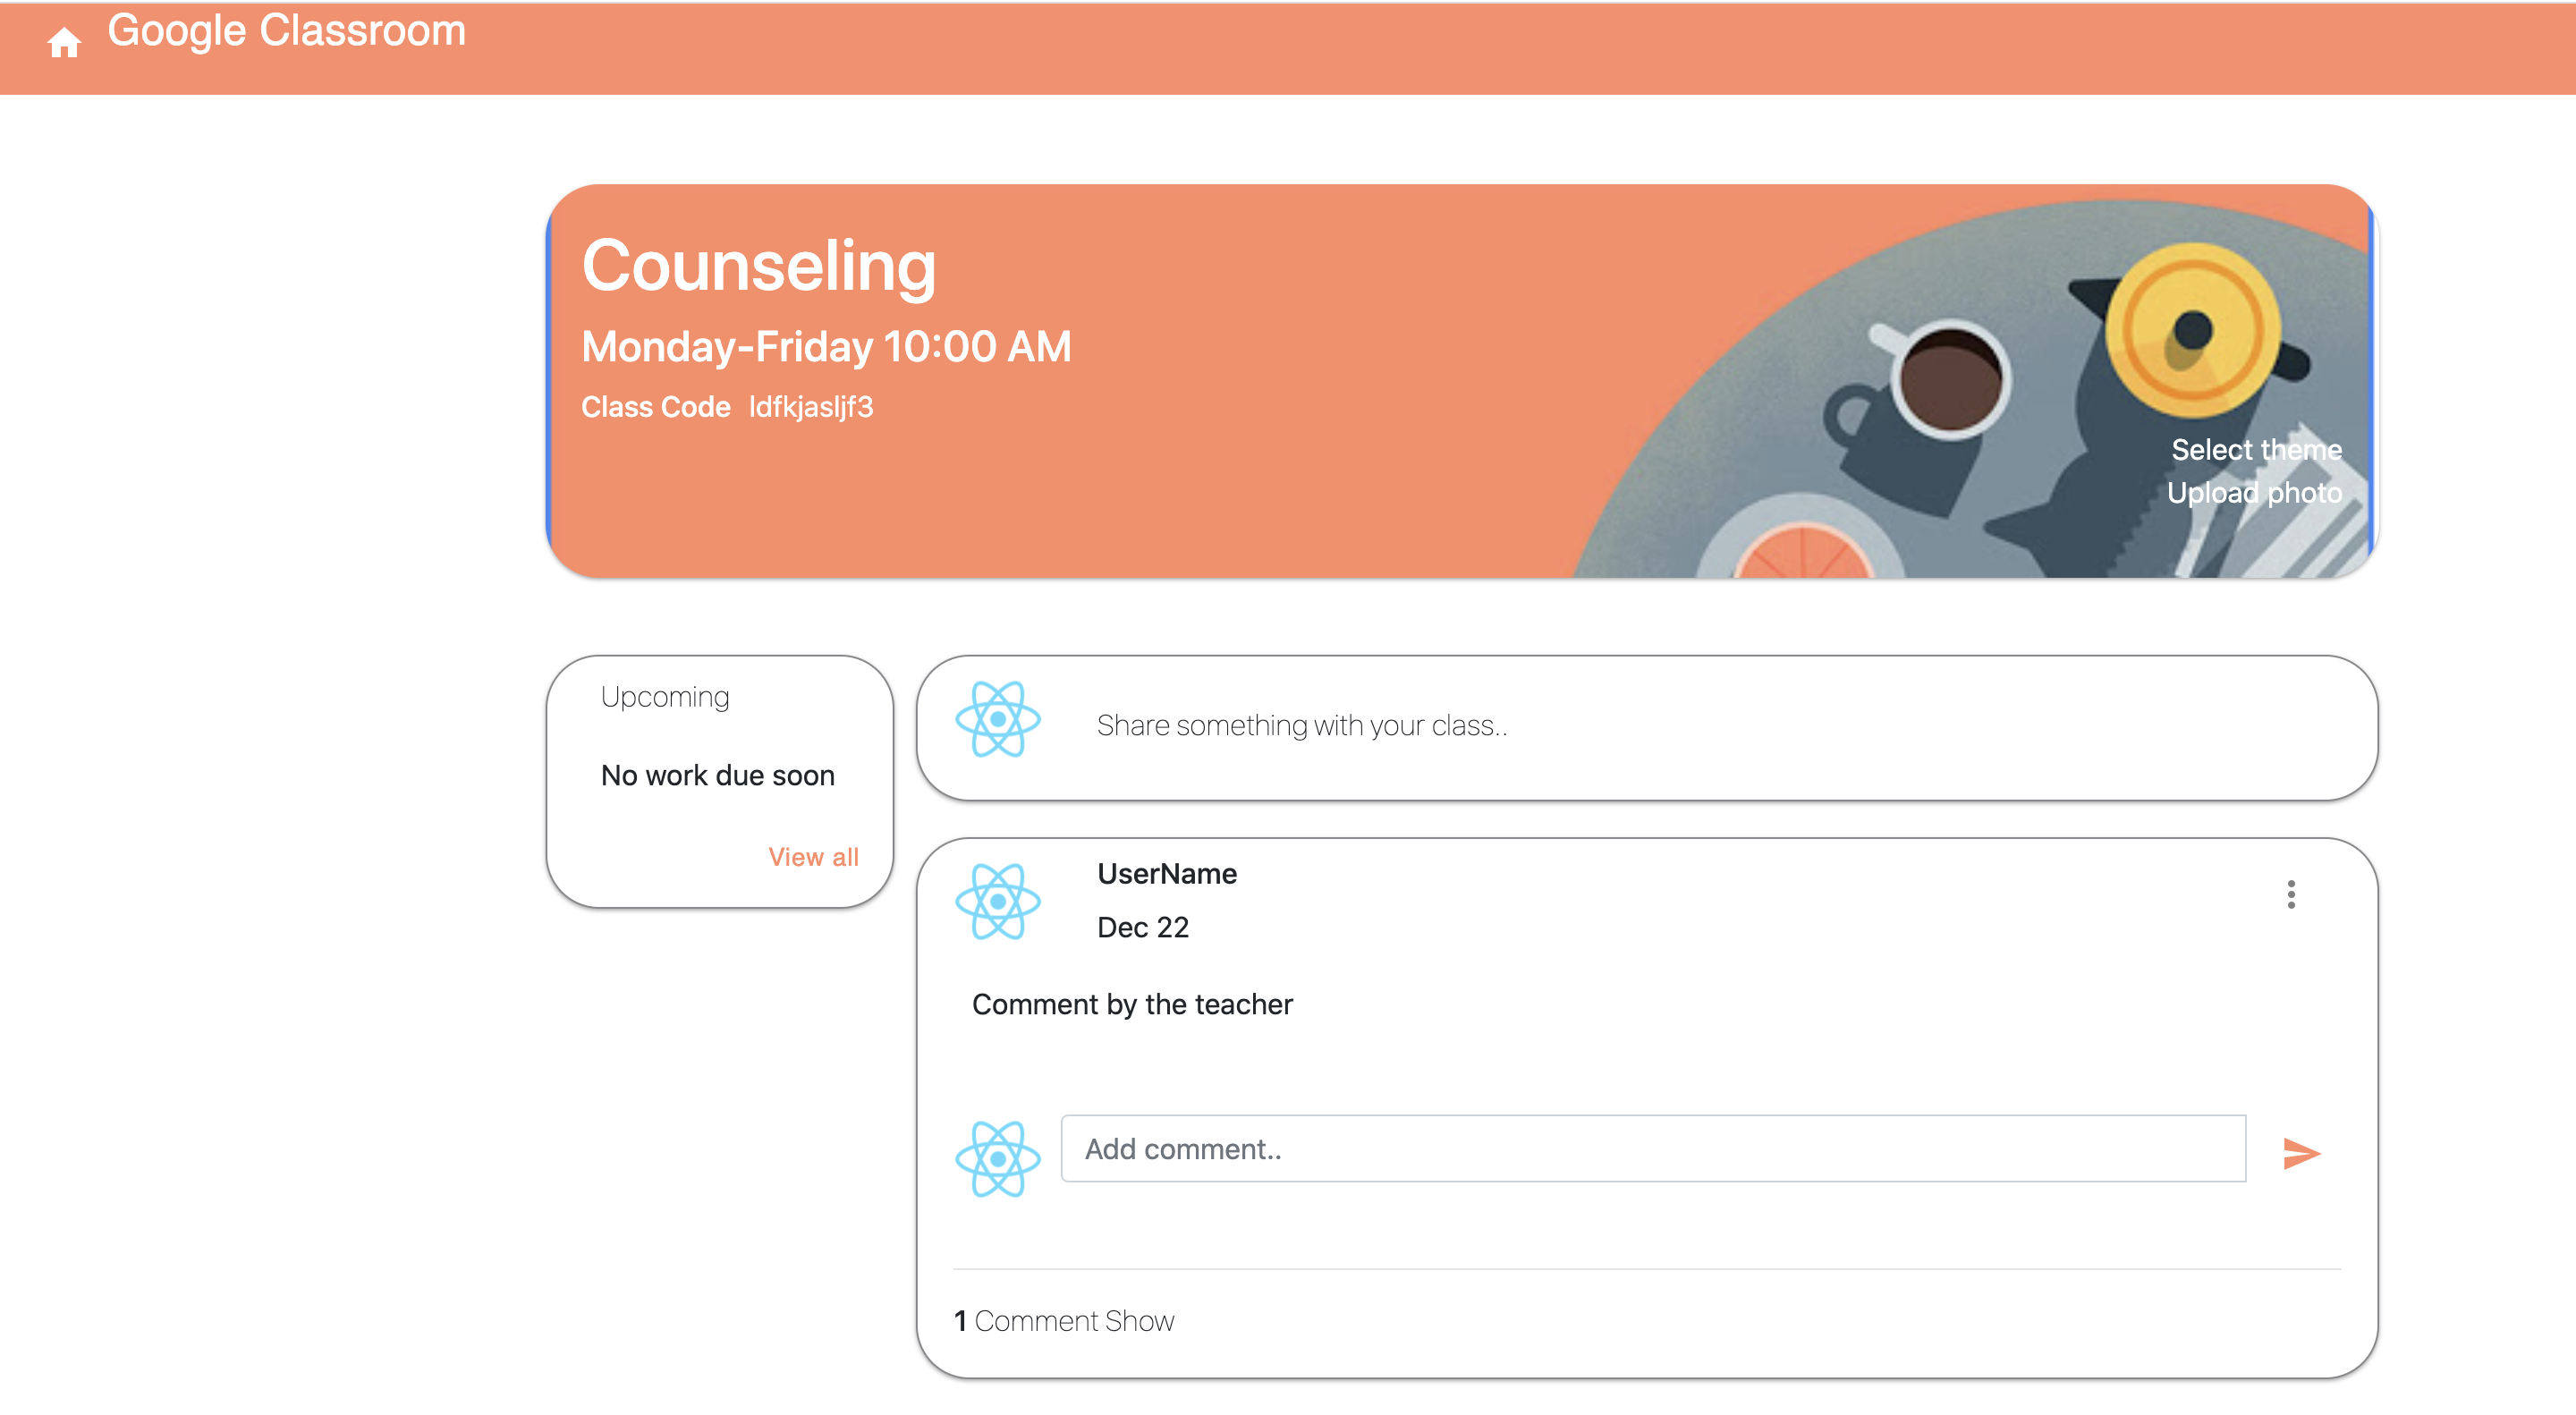 Google Classroom
Counseling
Monday-Friday 10:00 AM
Class Code ldfkjasljf3
Select theme
Upload photo
Upcoming
No work due soon
View all
Share something with your class..
UserName
Dec 22
Comment by the teacher
Add comment..
1 Comment Show